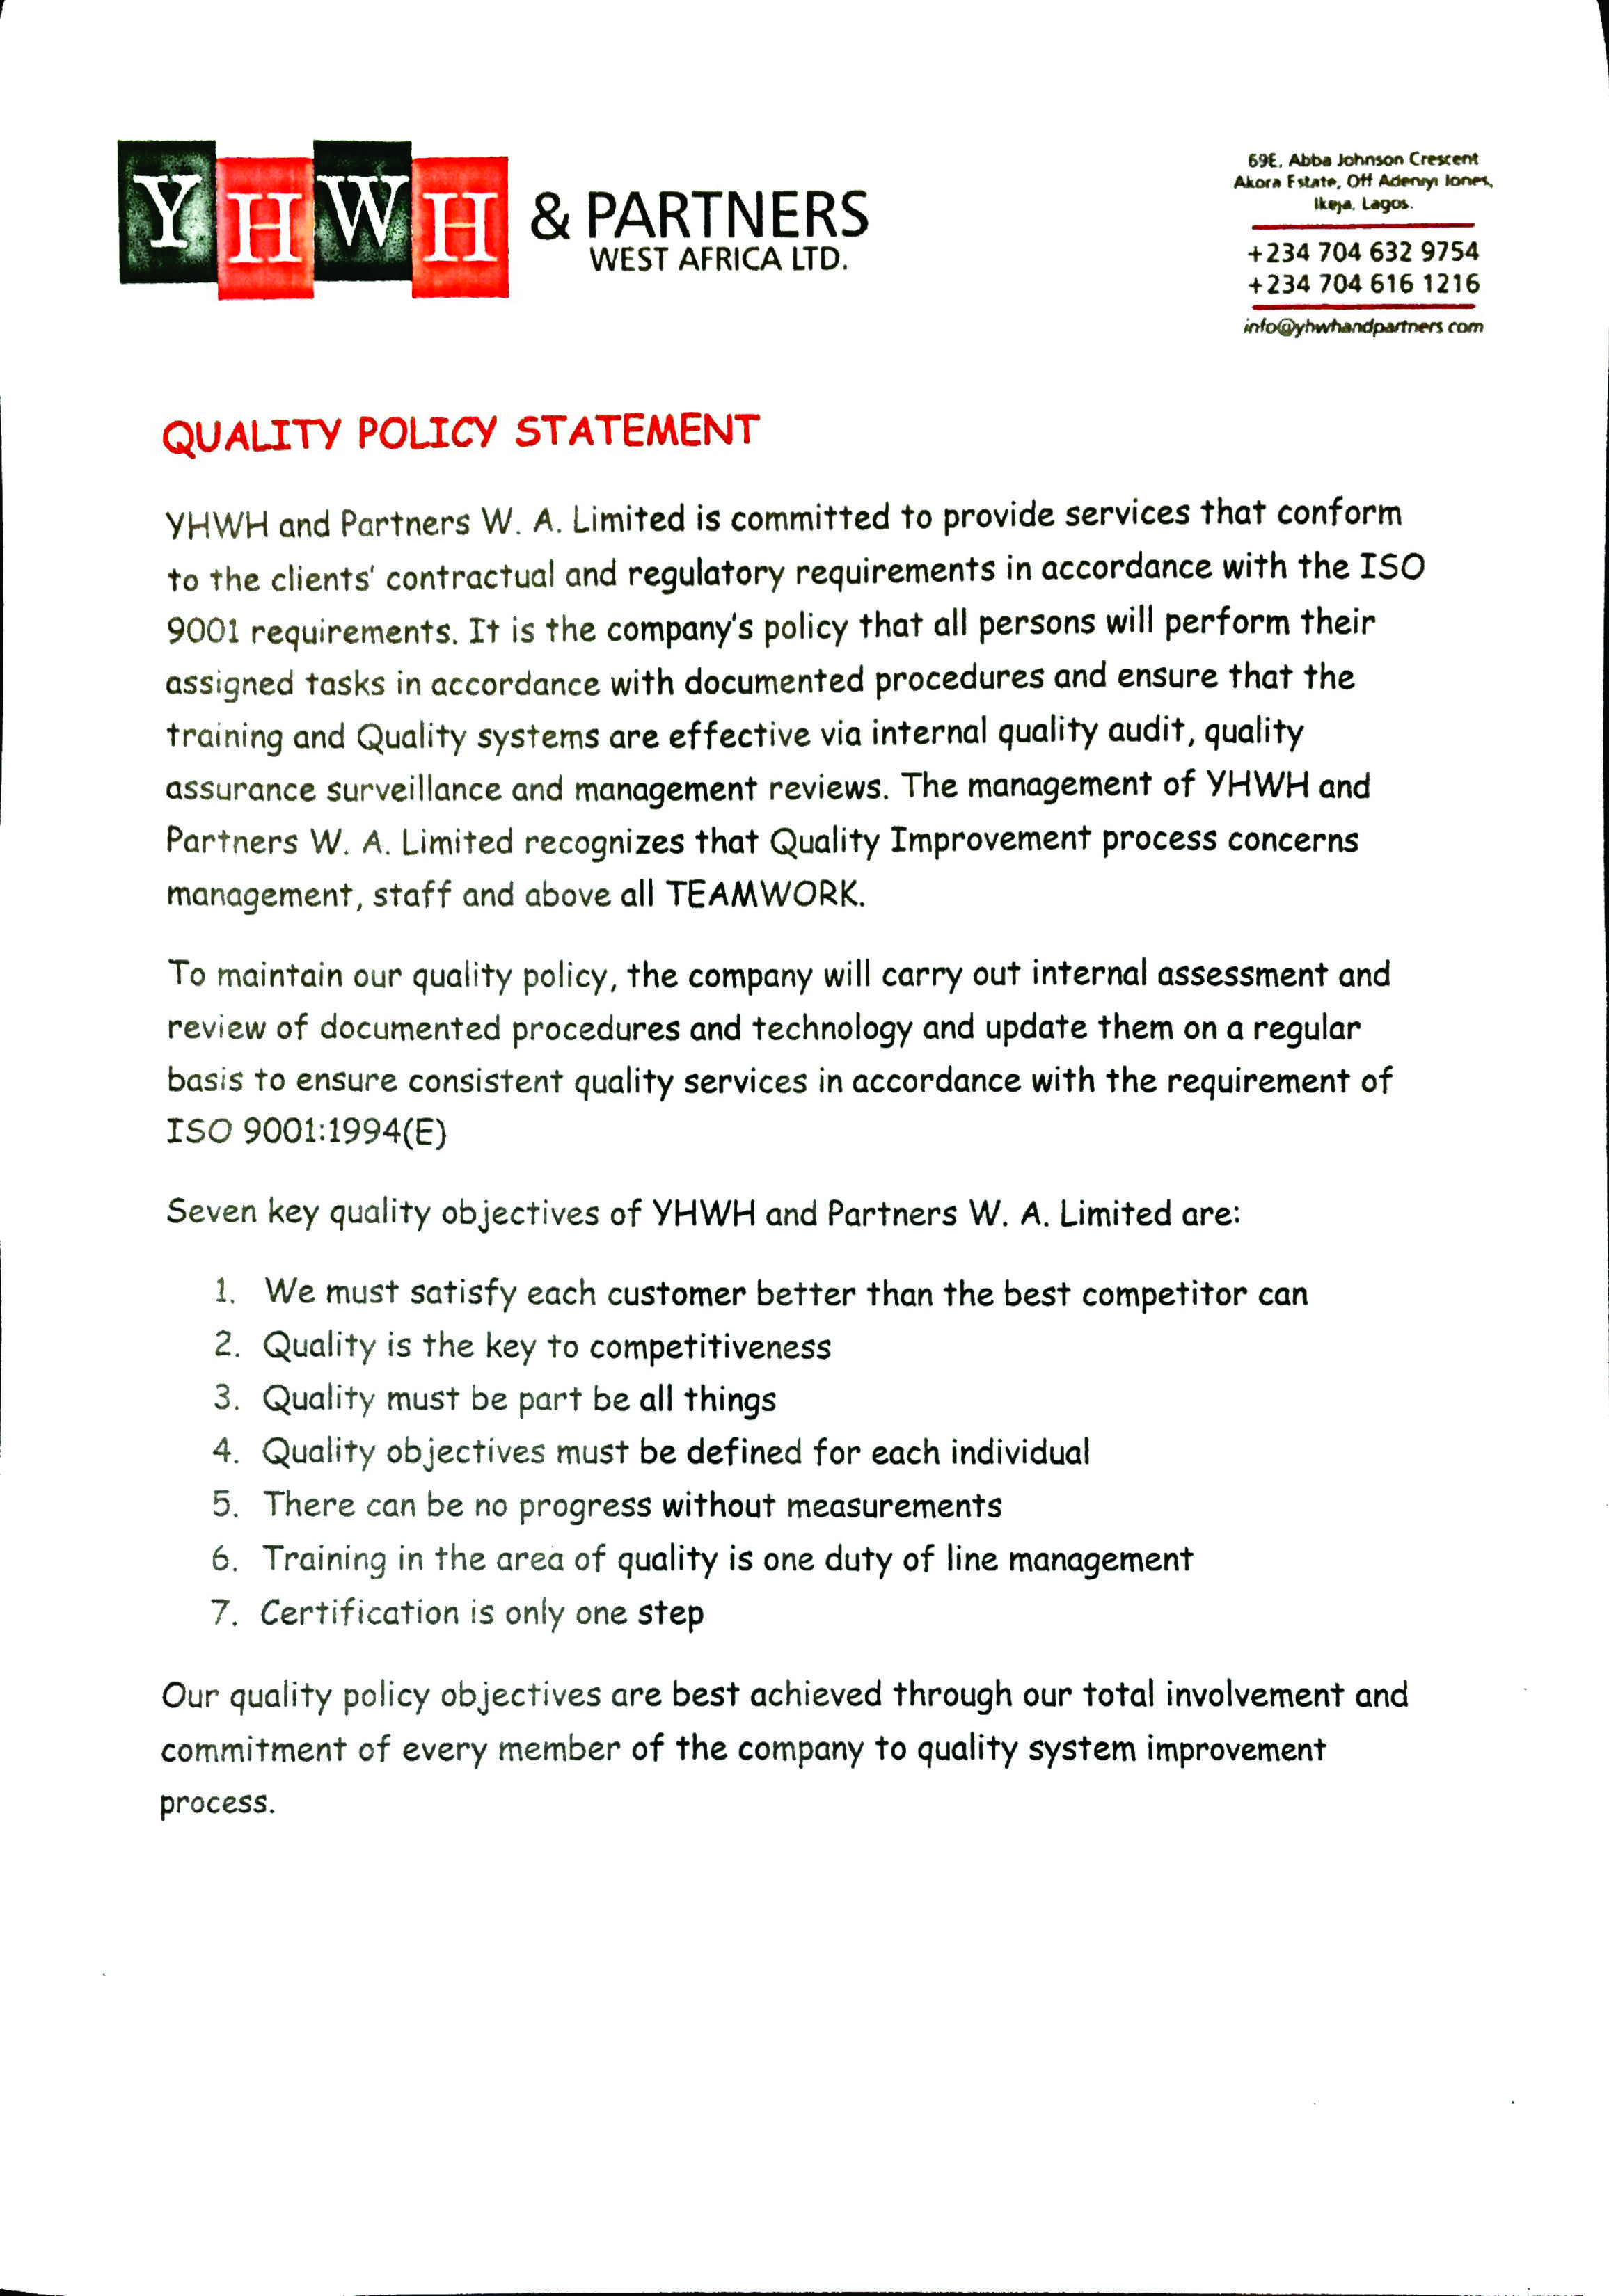 YHWH & PARTNERS
WEST AFRICA LTD.
69E, Abba Johnson Crescent
Akora Estate, Off Adeniyi Jones,
Ikeja, Lagos.
+234 704 632 9754
+234 704 616 1216
info@yhwhandpartners.com
QUALITY POLICY STATEMENT
YHWH and Partners W. A. Limited is committed to provide services that conform
to the clients' contractual and regulatory requirements in accordance with the ISO
9001 requirements. It is the company's policy that all persons will perform their
assigned tasks in accordance with documented procedures and ensure that the
training and Quality systems are effective via internal quality audit, quality
assurance surveillance and management reviews. The management of YHWH and
Partners W. A. Limited recognizes that Quality Improvement process concerns
management, staff and above all TEAMWORK.
To maintain our quality policy, the company will carry out internal assessment and
review of documented procedures and technology and update them on a regular
basis to ensure consistent quality services in accordance with the requirement of
ISO 9001:1994(E)
Seven key quality objectives of YHWH and Partners W. A. Limited are:
1. We must satisfy each customer better than the best competitor can
2. Quality is the key to competitiveness
3. Quality must be part be all things
4. Quality objectives must be defined for each individual
5. There can be no progress without measurements
6. Training in the area of quality is one duty of line management
7. Certification is only one step
Our quality policy objectives are best achieved through our total involvement and
commitment of every member of the company to quality system improvement
process.